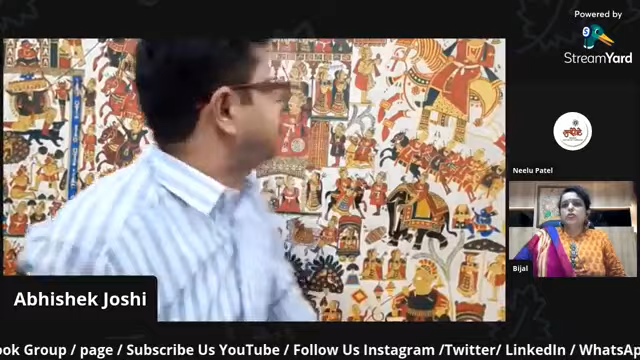 Powered by
StreamYard
Neelu Patel
Bijal
Abhishek Joshi
ook Group / page / Subscribe Us YouTube / Follow Us Instagram /Twitter/ LinkedIn / WhatsA